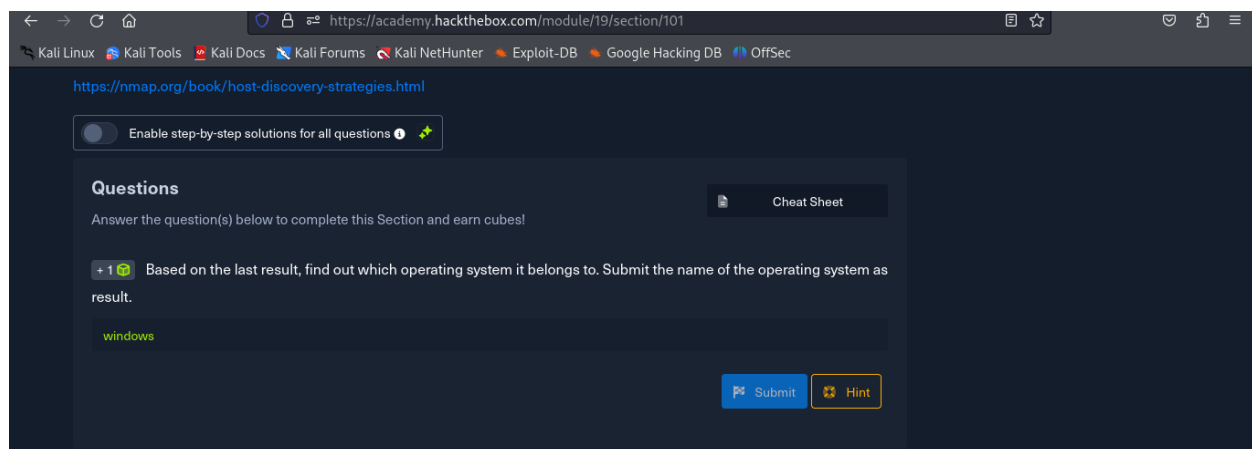 https://academy.hackthebox.com/module/19/section/101
Kali Linux Kali Tools Kali Docs Kali Forums Kali NetHunter Exploit-DB Google Hacking DB OffSec
https://nmap.org/book/host-discovery-strategies.html
Enable step-by-step solutions for all questions
Questions
Cheat Sheet
Answer the question(s) below to complete this Section and earn cubes!
+ 1 Based on the last result, find out which operating system it belongs to. Submit the name of the operating system as
result.
windows
Submit Hint